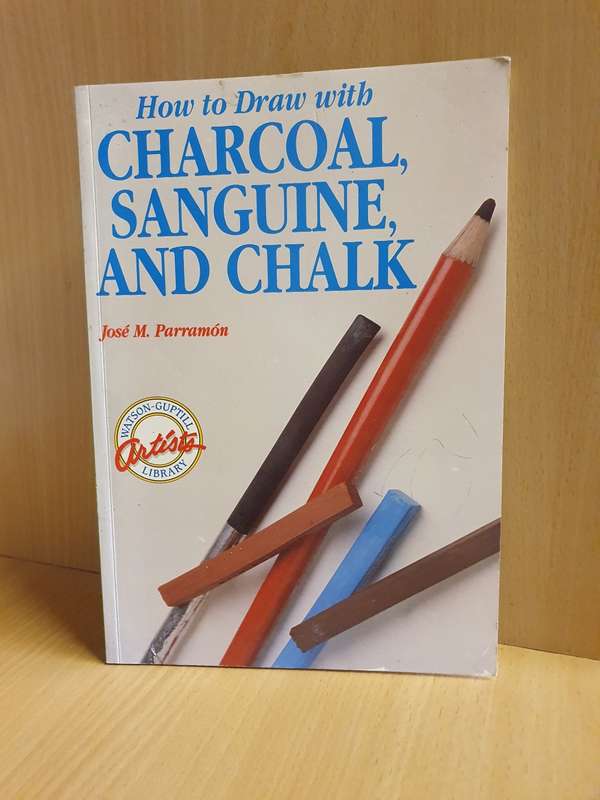 How to Draw with
CHARCOAL,
SANGUINE,
AND CHALK
José M. Parramón
WATSON-GUPTILL
Artists
LIBRARY